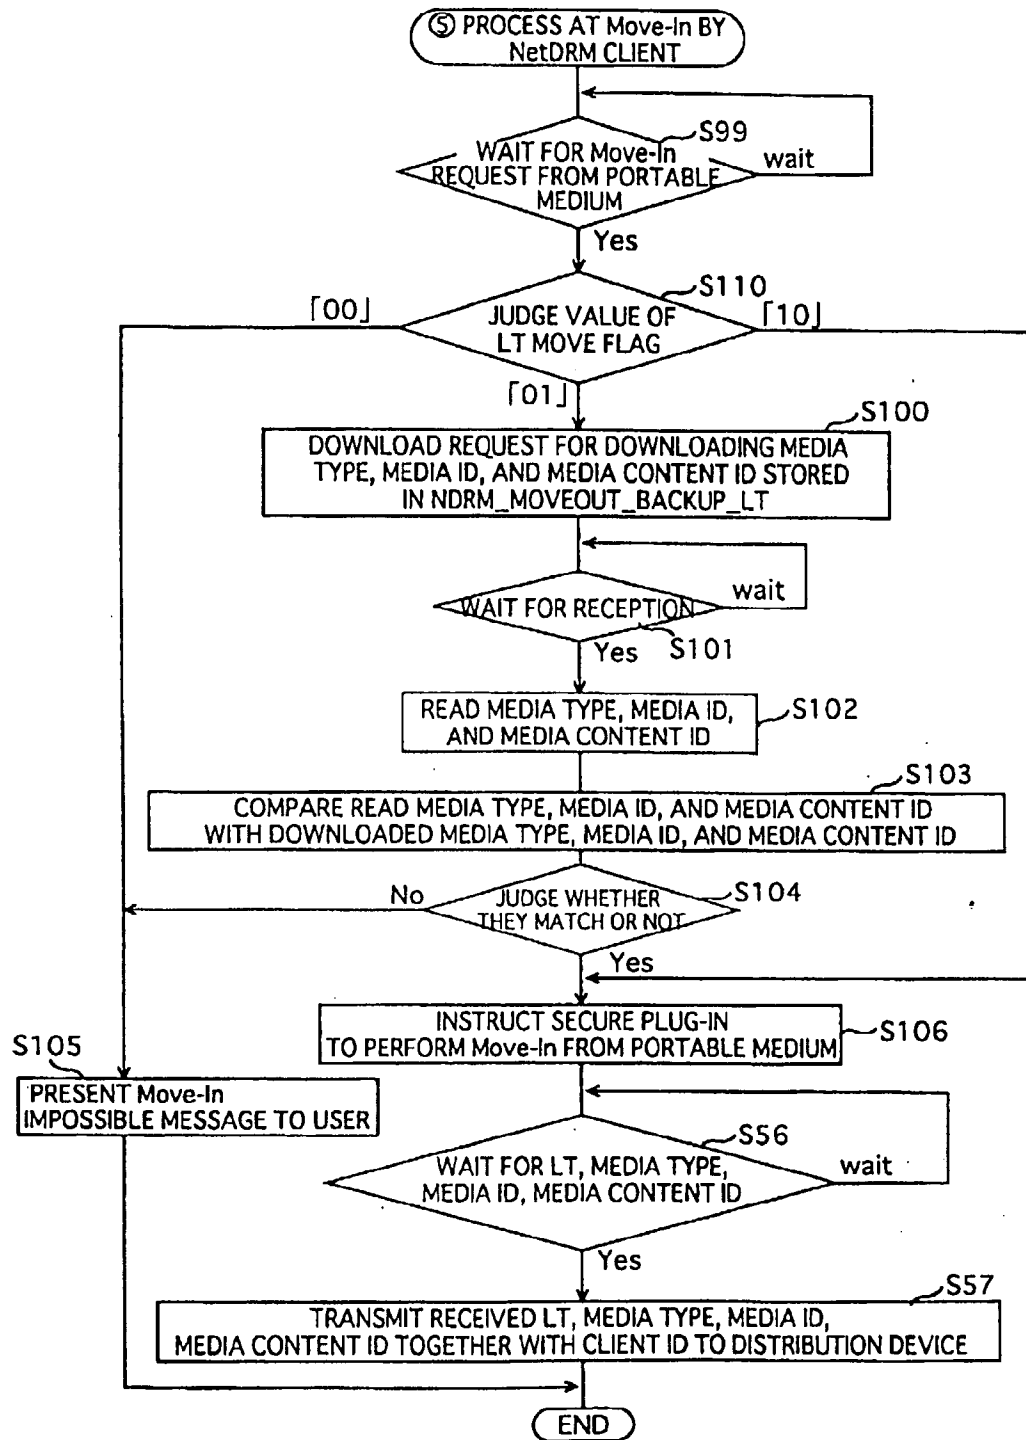 ⑤ PROCESS AT Move-In BY
NetDRM CLIENT
S99
WAIT FOR Move-In
REQUEST FROM PORTABLE
MEDIUM
wait
Yes
S110
「00」
JUDGE VALUE OF
LT MOVE FLAG
「10」
「01」
S100
DOWNLOAD REQUEST FOR DOWNLOADING MEDIA
TYPE, MEDIA ID, AND MEDIA CONTENT ID STORED
IN NDRM_MOVEOUT_BACKUP_LT
wait
WAIT FOR RECEPTION
S101
Yes
READ MEDIA TYPE, MEDIA ID,
AND MEDIA CONTENT ID
S102
S103
COMPARE READ MEDIA TYPE, MEDIA ID, AND MEDIA CONTENT ID
WITH DOWNLOADED MEDIA TYPE, MEDIA ID, AND MEDIA CONTENT ID
No
JUDGE WHETHER
THEY MATCH OR NOT
S104
Yes
INSTRUCT SECURE PLUG-IN
TO PERFORM Move-In FROM PORTABLE MEDIUM
S106
S105
PRESENT Move-In
IMPOSSIBLE MESSAGE TO USER
S56
WAIT FOR LT, MEDIA TYPE,
MEDIA ID, MEDIA CONTENT ID
wait
Yes
S57
TRANSMIT RECEIVED LT, MEDIA TYPE, MEDIA ID,
MEDIA CONTENT ID TOGETHER WITH CLIENT ID TO DISTRIBUTION DEVICE
END